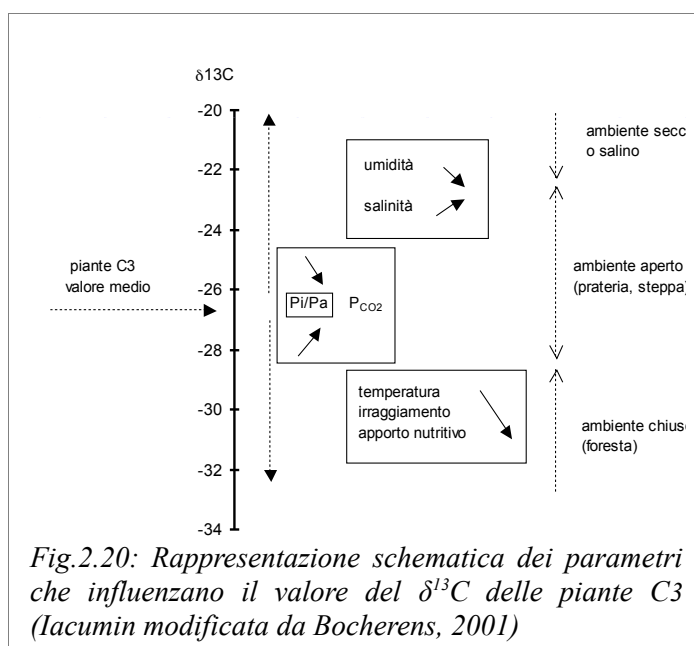 δ13C
-20
-22
-24
-26
-28
-30
-32
-34
piante C3
valore medio
umidità
salinità
Pi/Pa PCO2
temperatura
irraggiamento
apporto nutritivo
ambiente secc
o salino
ambiente aperto
(prateria, steppa)
ambiente chius
(foresta)
Fig.2.20: Rappresentazione schematica dei parametri
che influenzano il valore del δ13C delle piante C3
(Iacumin modificata da Bocherens, 2001)